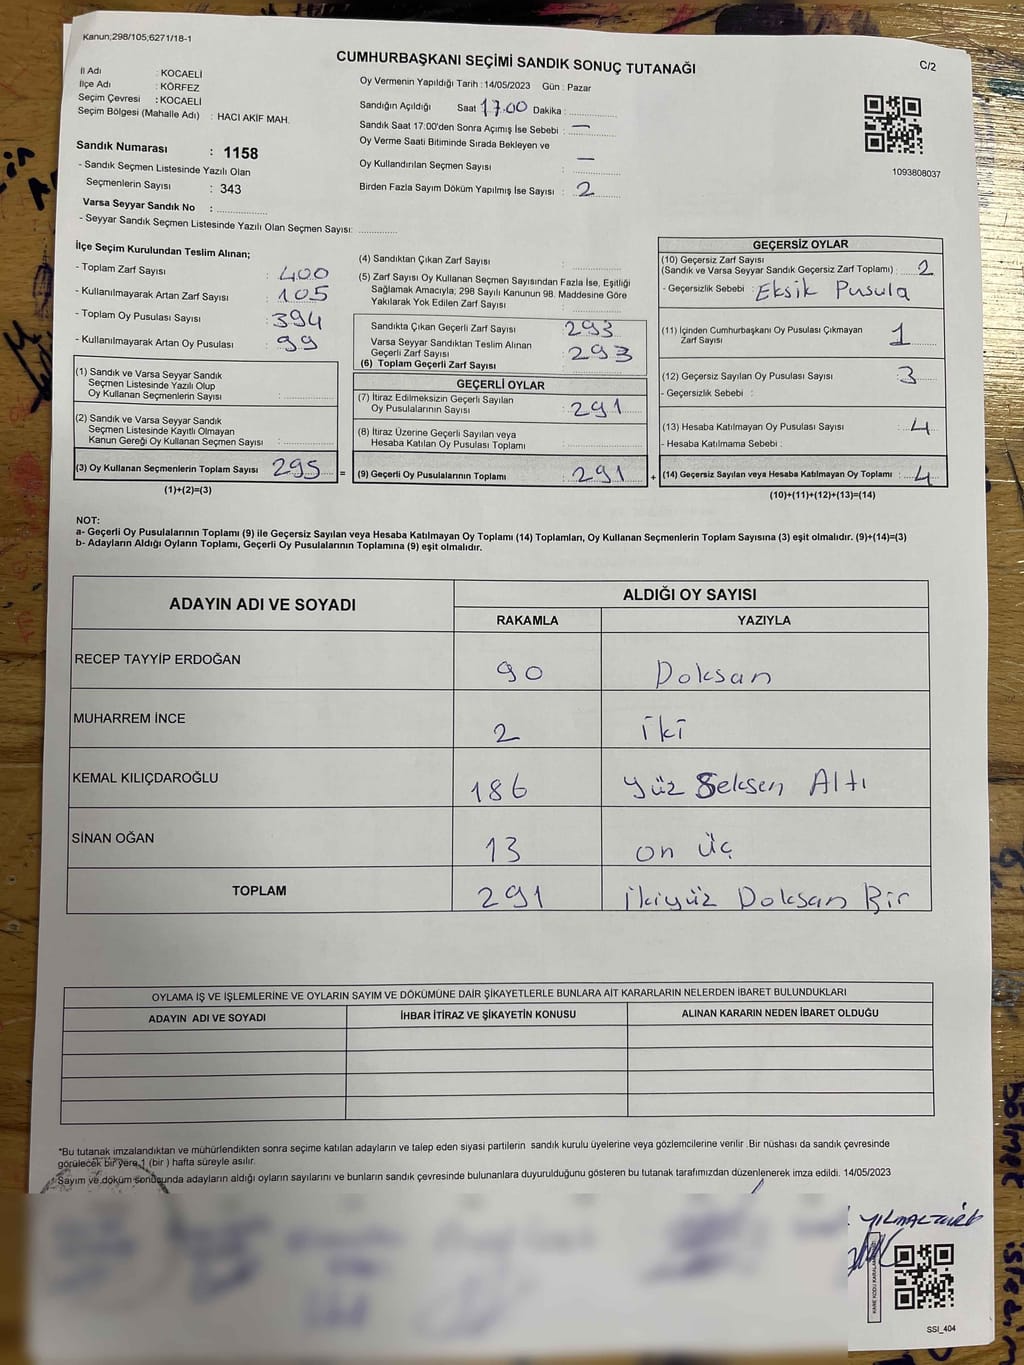 Kanun;298/105;6271/18-1
CUMHURBAŞKANI SEÇİMİ SANDIK SONUÇ TUTANAĞI
C/2
İl Adı : KOCAELİ
İlçe Adı : KÖRFEZ
Seçim Çevresi : KOCAELİ
Seçim Bölgesi (Mahalle Adı) : HACI AKİF MAH.
Sandık Numarası : 1158
- Sandık Seçmen Listesinde Yazılı Olan
Seçmenlerin Sayısı : 343
Varsa Seyyar Sandık No :
- Seyyar Sandık Seçmen Listesinde Yazılı Olan Seçmen Sayısı:
Oy Vermenin Yapıldığı Tarih : 14/05/2023 Gün : Pazar
Sandığın Açıldığı Saat 17.00 Dakika :
Sandık Saat 17:00'den Sonra Açımış İse Sebebi : —
Oy Verme Saati Bitiminde Sırada Bekleyen ve
Oy Kullandırılan Seçmen Sayısı : —
Birden Fazla Sayım Döküm Yapılmış İse Sayısı : 2
1093808037
İlçe Seçim Kurulundan Teslim Alınan;
- Toplam Zarf Sayısı : 400
- Kullanılmayarak Artan Zarf Sayısı : 105
- Toplam Oy Pusulası Sayısı : 394
- Kullanılmayarak Artan Oy Pusulası : 99
(1) Sandık ve Varsa Seyyar Sandık
Seçmen Listesinde Yazılı Olup
Oy Kullanan Seçmenlerin Sayısı :
(2) Sandık ve Varsa Seyyar Sandık
Seçmen Listesinde Kayıtlı Olmayan
Kanun Gereği Oy Kullanan Seçmen Sayısı :
(3) Oy Kullanan Seçmenlerin Toplam Sayısı 295 =
(1)+(2)=(3)
(4) Sandıktan Çıkan Zarf Sayısı :
(5) Zarf Sayısı Oy Kullanan Seçmen Sayısından Fazla İse, Eşitliği
Sağlamak Amacıyla; 298 Sayılı Kanunun 98. Maddesine Göre
Yakılarak Yok Edilen Zarf Sayısı :
Sandıkta Çıkan Geçerli Zarf Sayısı : 293
Varsa Seyyar Sandıktan Teslim Alınan
Geçerli Zarf Sayısı : 293
(6) Toplam Geçerli Zarf Sayısı :
GEÇERLİ OYLAR
(7) İtiraz Edilmeksizin Geçerli Sayılan
Oy Pusulalarının Sayısı : 291
(8) İtiraz Üzerine Geçerli Sayılan veya
Hesaba Katılan Oy Pusulası Toplamı :
(9) Geçerli Oy Pusulalarının Toplamı : 291 +
GEÇERSİZ OYLAR
(10) Geçersiz Zarf Sayısı
(Sandık ve Varsa Seyyar Sandık Geçersiz Zarf Toplamı) : 2
- Geçersizlik Sebebi : Eksik Pusula
(11) İçinden Cumhurbaşkanı Oy Pusulası Çıkmayan
Zarf Sayısı : 1
(12) Geçersiz Sayılan Oy Pusulası Sayısı : 3
- Geçersizlik Sebebi :
(13) Hesaba Katılmayan Oy Pusulası Sayısı : 4
- Hesaba Katılmama Sebebi :
(14) Geçersiz Sayılan veya Hesaba Katılmayan Oy Toplamı : 4
(10)+(11)+(12)+(13)=(14)
NOT:
a- Geçerli Oy Pusulalarının Toplamı (9) ile Geçersiz Sayılan veya Hesaba Katılmayan Oy Toplamı (14) Toplamları, Oy Kullanan Seçmenlerin Toplam Sayısına (3) eşit olmalıdır. (9)+(14)=(3)
b- Adayların Aldığı Oyların Toplamı, Geçerli Oy Pusulalarının Toplamına (9) eşit olmalıdır.
ADAYIN ADI VE SOYADI ALDIĞI OY SAYISI
RAKAMLA YAZIYLA
RECEP TAYYİP ERDOĞAN 90 Doksan
MUHARREM İNCE 2 iki
KEMAL KILIÇDAROĞLU 186 yüz Seksen Altı
SİNAN OĞAN 13 on üç
TOPLAM 291 ikiyüz Doksan Bir
OYLAMA İŞ VE İŞLEMLERİNE VE OYLARIN SAYIM VE DÖKÜMÜNE DAİR ŞİKAYETLERLE BUNLARA AİT KARARLARIN NELERDEN İBARET BULUNDUKLARI
ADAYIN ADI VE SOYADI İHBAR İTİRAZ VE ŞİKAYETİN KONUSU ALINAN KARARIN NEDEN İBARET OLDUĞU
*Bu tutanak imzalandıktan ve mühürlendikten sonra seçime katılan adayların ve talep eden siyasi partilerin sandık kurulu üyelerine veya gözlemcilerine verilir .Bir nüshası da sandık çevresinde
görülecek bir yere 1 (bir ) hafta süreyle asılır.
Sayım ve döküm sonucunda adayların aldığı oyların sayılarını ve bunların sandık çevresinde bulunanlara duyurulduğunu gösteren bu tutanak tarafımızdan düzenlenerek imza edildi. 14/05/2023
SSI_404